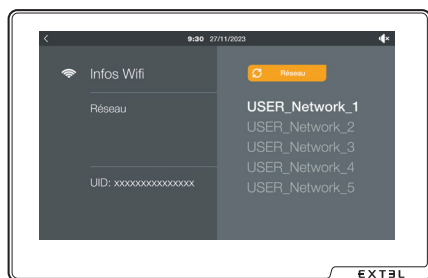 9:30 27/11/2023
Infos Wifi
Réseau
UID: xxxxxxxxxxxxxxx
Réseau
USER_Network_1
USER_Network_2
USER_Network_3
USER_Network_4
USER_Network_5
EXTEL